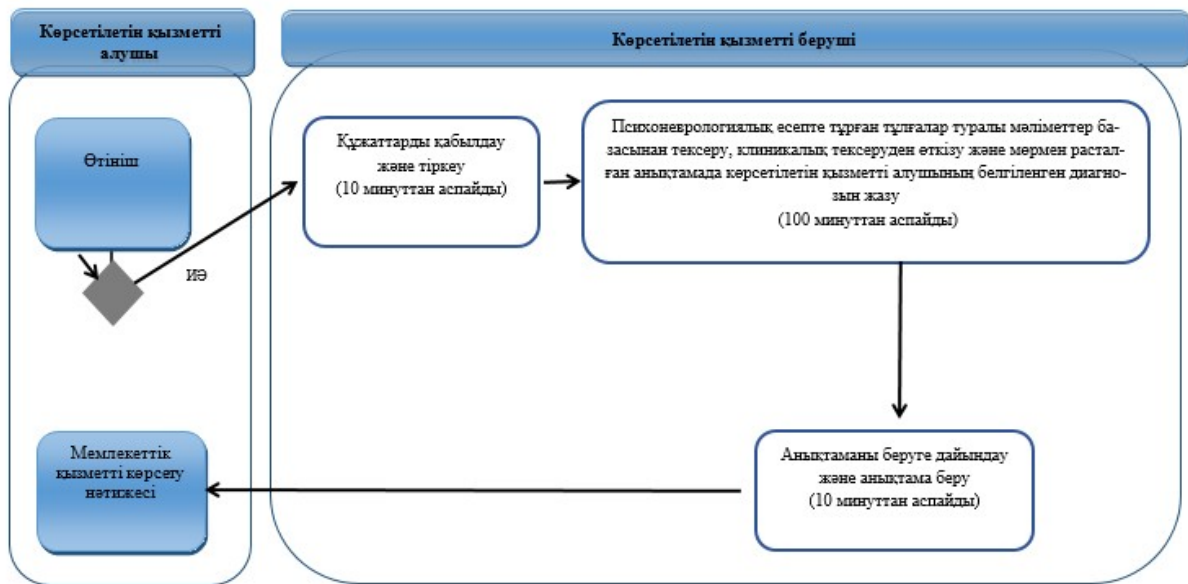 Көрсетілетін қызметті
алушы
Көрсетілетін қызметті беруші
Өтініш
ИӘ
Құжаттарды қабылдау
және тіркеу
(10 минуттан аспайды)
Психоневрологиялық есепте тұрған тұлғалар туралы мәліметтер ба-
засынан тексеру, клиникалық тексеруден өткізу және мөрмен растал-
ған анықтамада көрсетілетін қызметті алушының белгіленген диагно-
зын жазу
(100 минуттан аспайды)
Анықтаманы беруге дайындау
және анықтама беру
(10 минуттан аспайды)
Мемлекеттік
қызметті көрсету
нәтижесі